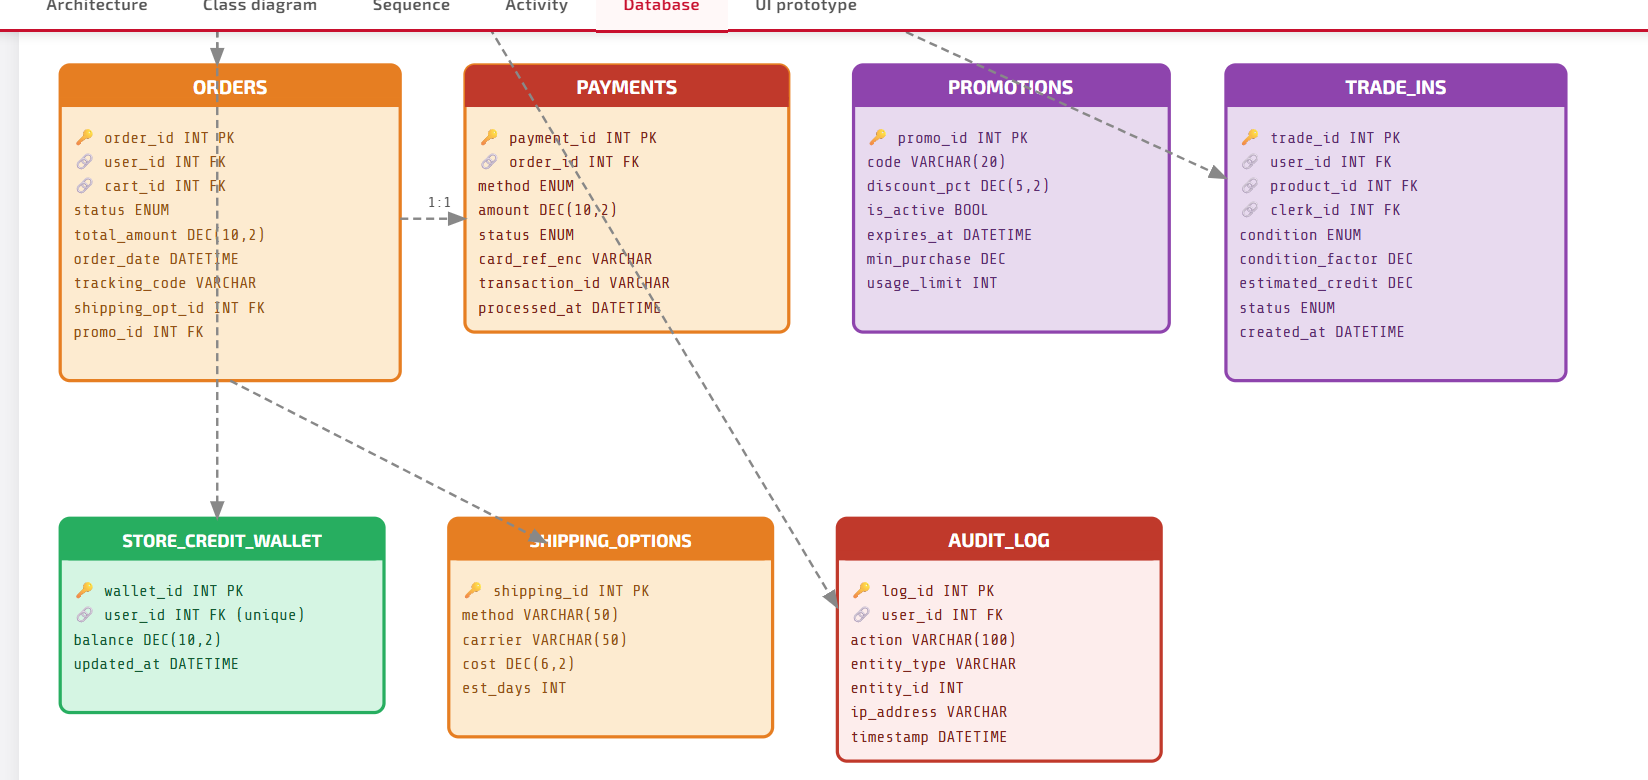 Architecture
Class diagram
Sequence
Activity
Database
UI prototype
ORDERS
order_id INT PK
user_id INT FK
cart_id INT FK
status ENUM
total_amount DEC(10,2)
order_date DATETIME
tracking_code VARCHAR
shipping_opt_id INT FK
promo_id INT FK
1:1
PAYMENTS
payment_id INT PK
order_id INT FK
method ENUM
amount DEC(10,2)
status ENUM
card_ref_enc VARCHAR
transaction_id VARCHAR
processed_at DATETIME
PROMOTIONS
promo_id INT PK
code VARCHAR(20)
discount_pct DEC(5,2)
is_active BOOL
expires_at DATETIME
min_purchase DEC
usage_limit INT
TRADE_INS
trade_id INT PK
user_id INT FK
product_id INT FK
clerk_id INT FK
condition ENUM
condition_factor DEC
estimated_credit DEC
status ENUM
created_at DATETIME
STORE_CREDIT_WALLET
wallet_id INT PK
user_id INT FK (unique)
balance DEC(10,2)
updated_at DATETIME
SHIPPING_OPTIONS
shipping_id INT PK
method VARCHAR(50)
carrier VARCHAR(50)
cost DEC(6,2)
est_days INT
AUDIT_LOG
log_id INT PK
user_id INT FK
action VARCHAR(100)
entity_type VARCHAR
entity_id INT
ip_address VARCHAR
timestamp DATETIME